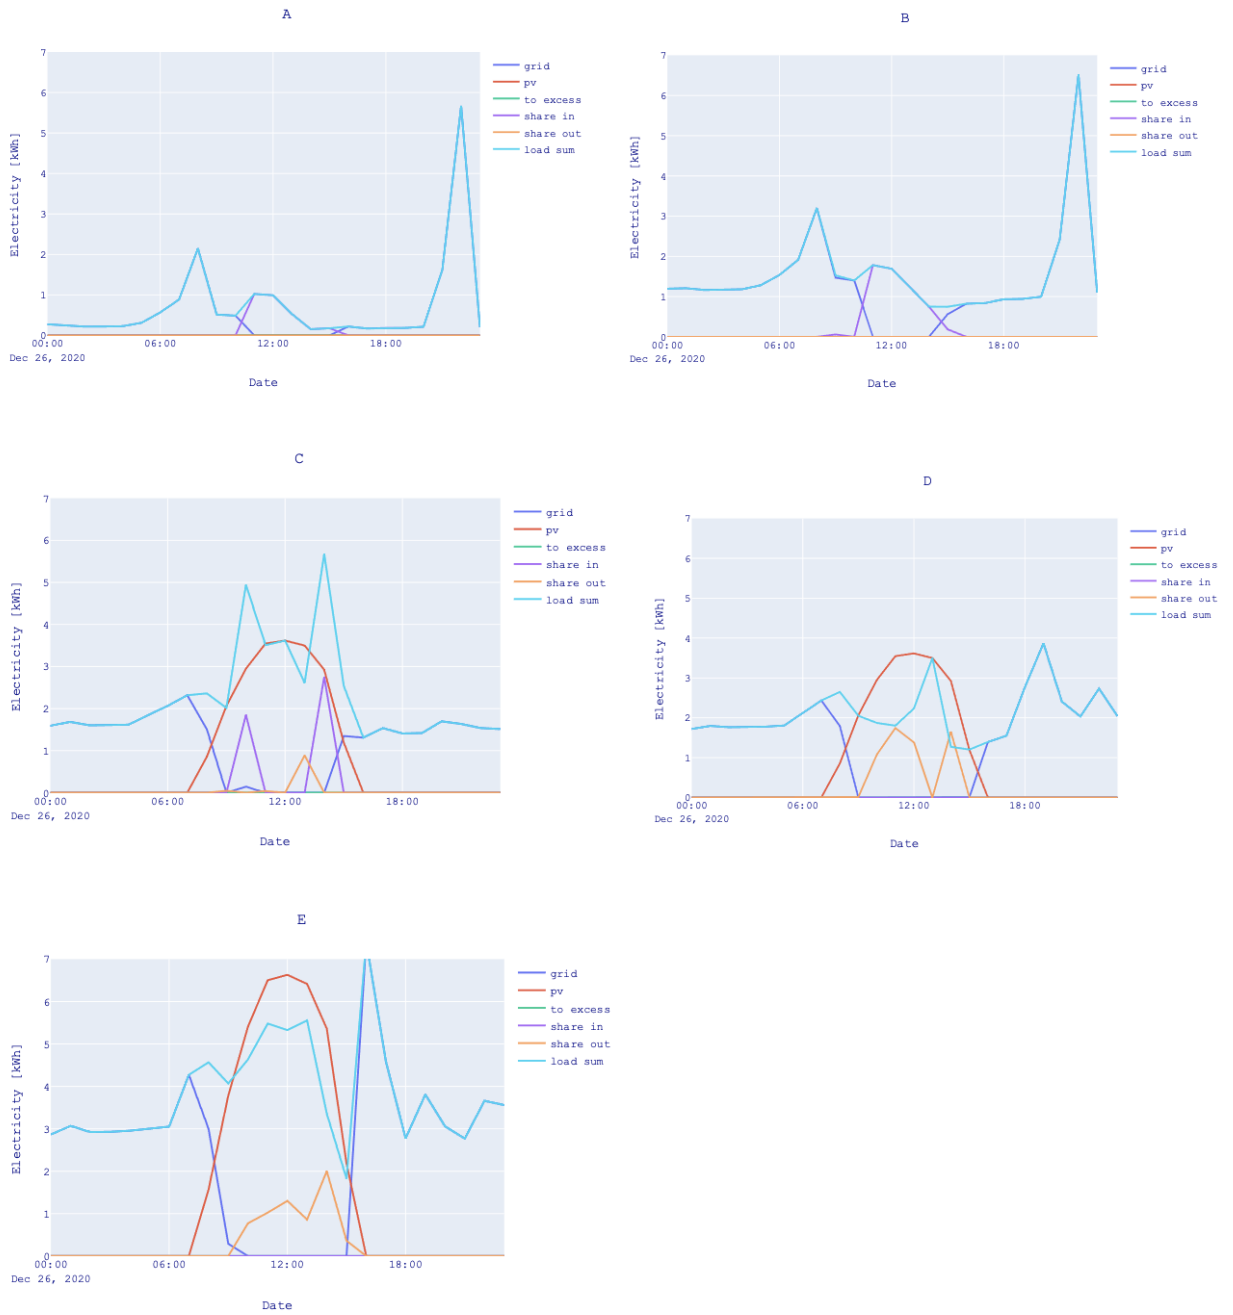 A
Electricity [kWh]
7
6
5
4
3
2
1
0
00:00
06:00
12:00
18:00
Dec 26, 2020
Date
grid
pv
to excess
share in
share out
load sum
B
Electricity [kWh]
7
6
5
4
3
2
1
0
00:00
06:00
12:00
18:00
Dec 26, 2020
Date
grid
pv
to excess
share in
share out
load sum
C
Electricity [kWh]
7
6
5
4
3
2
1
0
00:00
06:00
12:00
18:00
Dec 26, 2020
Date
grid
pv
to excess
share in
share out
load sum
D
Electricity [kWh]
7
6
5
4
3
2
1
0
00:00
06:00
12:00
18:00
Dec 26, 2020
Date
grid
pv
to excess
share in
share out
load sum
E
Electricity [kWh]
7
6
5
4
3
2
1
0
00:00
06:00
12:00
18:00
Dec 26, 2020
Date
grid
pv
to excess
share in
share out
load sum